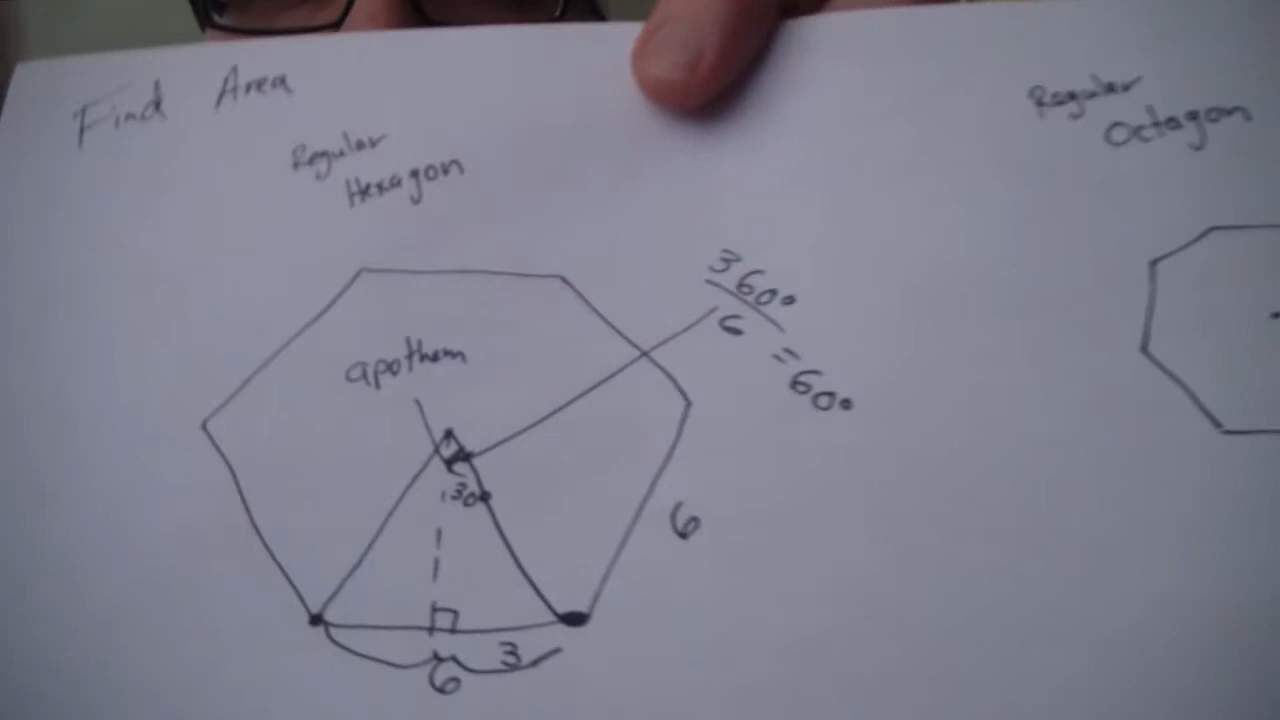 Find Area
Regular
Hexagon
Regular
Octagon
360°
6
= 60°
apothem
30°
6
3
6